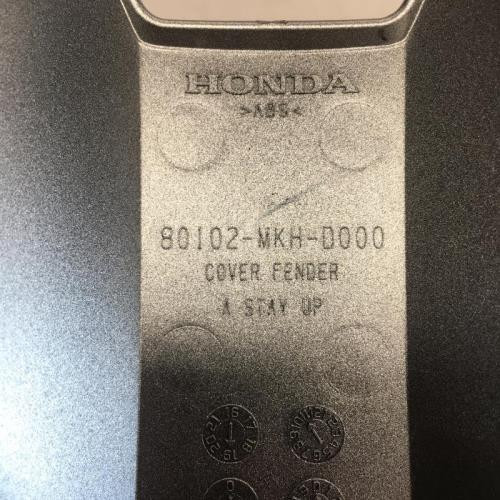 HONDA
>ABS<
80102-MKH-D000
COVER FENDER
A STAY UP